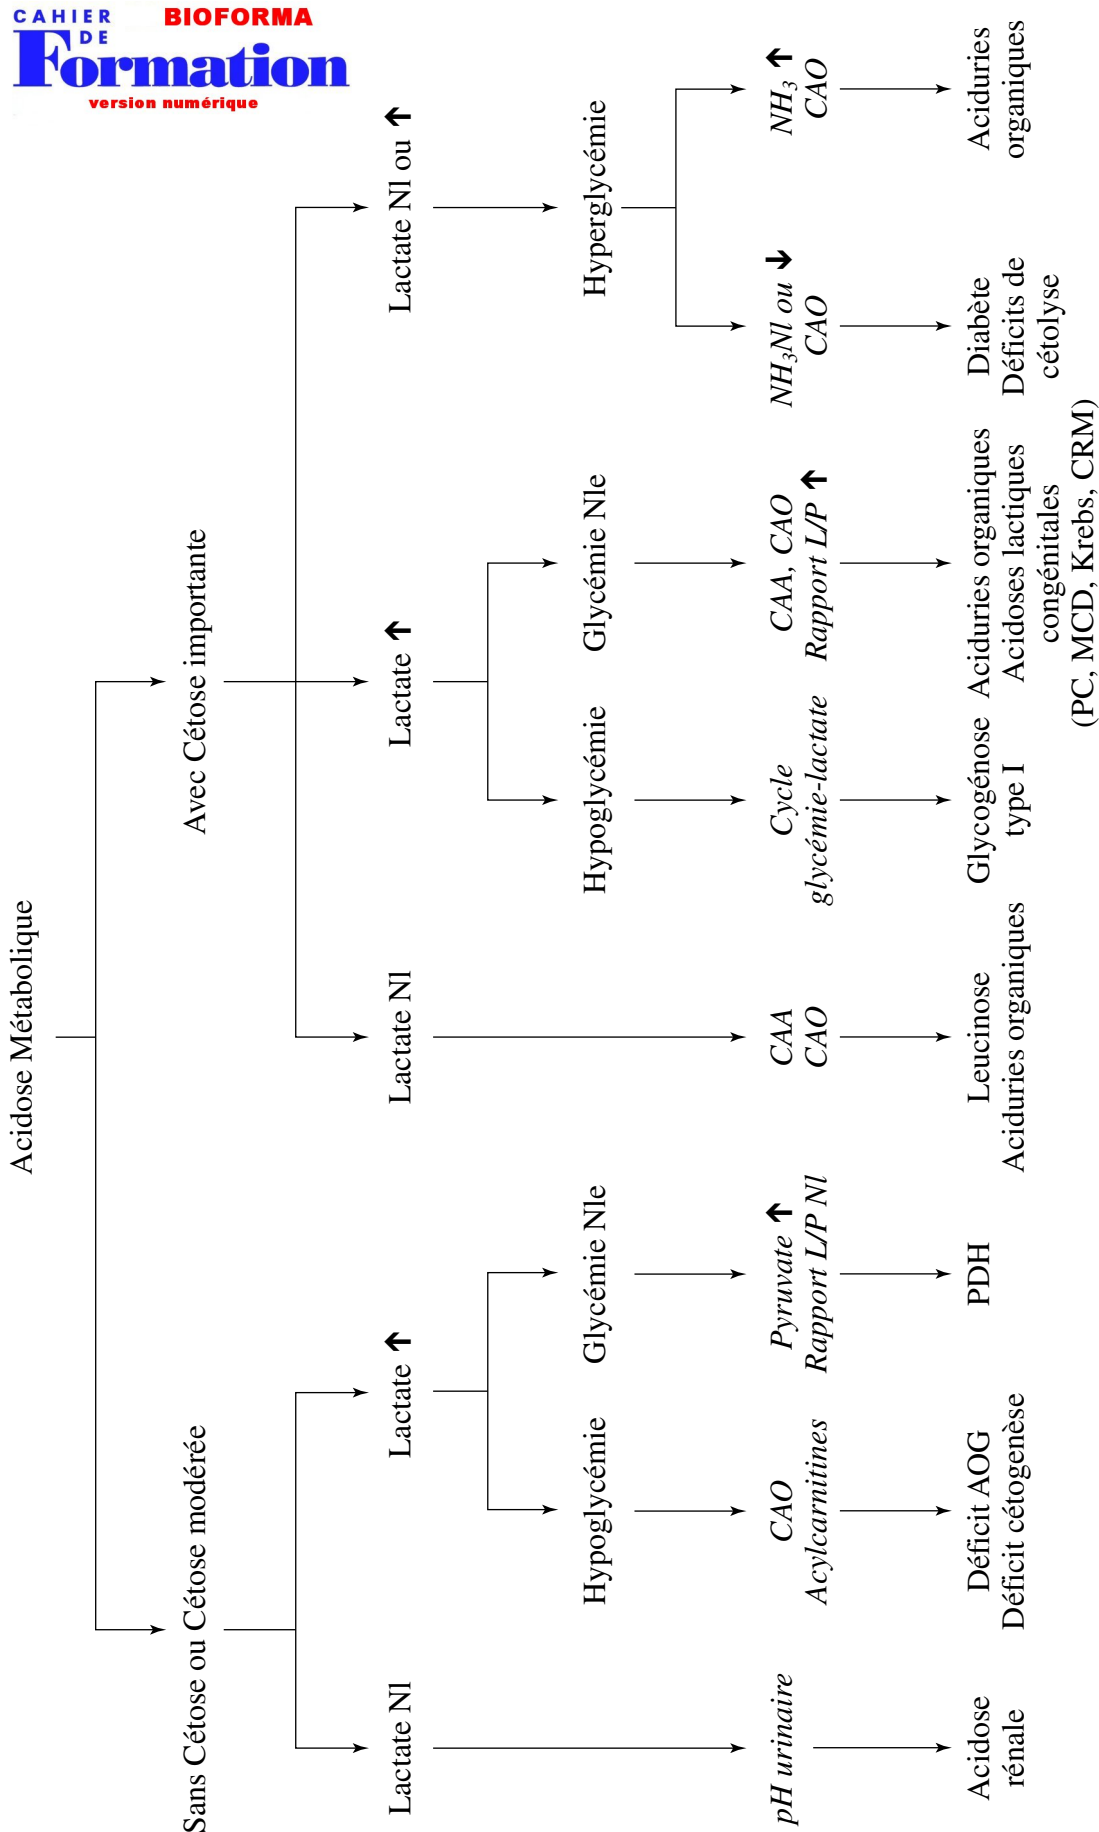 CAHIER
DE
Formation
BIOFORMA
version numérique
Acidose Métabolique
Sans Cétose ou Cétose modérée
Avec Cétose importante
Lactate Nl
Lactate ↑
Lactate Nl
Lactate ↑
Lactate Nl ou ↑
Hypoglycémie
Glycémie Nle
Hypoglycémie
Glycémie Nle
Hyperglycémie
pH urinaire
CAO
Acylcarnitines
Pyruvate ↑
Rapport L/P Nl
CAA
CAO
Cycle
glycémie-lactate
CAA, CAO
Rapport L/P ↑
NH₃Nl ou ↓
CAO
NH₃ ↑
CAO
Acidose
rénale
Déficit AOG
Déficit cétogenèse
PDH
Leucinose
Aciduries organiques
Glycogénose
type I
Aciduries organiques
Acidoses lactiques
congénitales
(PC, MCD, Krebs, CRM)
Diabète
Déficits de
cétolyse
Aciduries
organiques